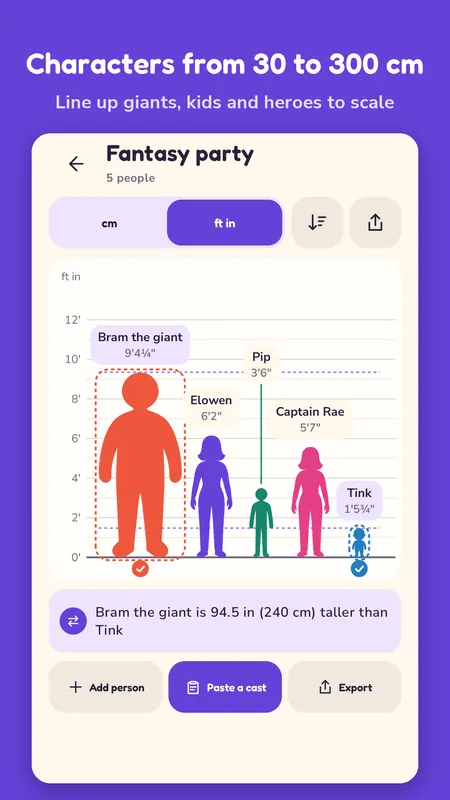 Characters from 30 to 300 cm
Line up giants, kids and heroes to scale
Fantasy party
5 people
cm
ft in
ft in
12'
10'
8'
6'
4'
2'
0'
Bram the giant
9'4¼"
Elowen
6'2"
Pip
3'6"
Captain Rae
5'7"
Tink
1'5¾"
Bram the giant is 94.5 in (240 cm) taller than
Tink
Add person
Paste a cast
Export